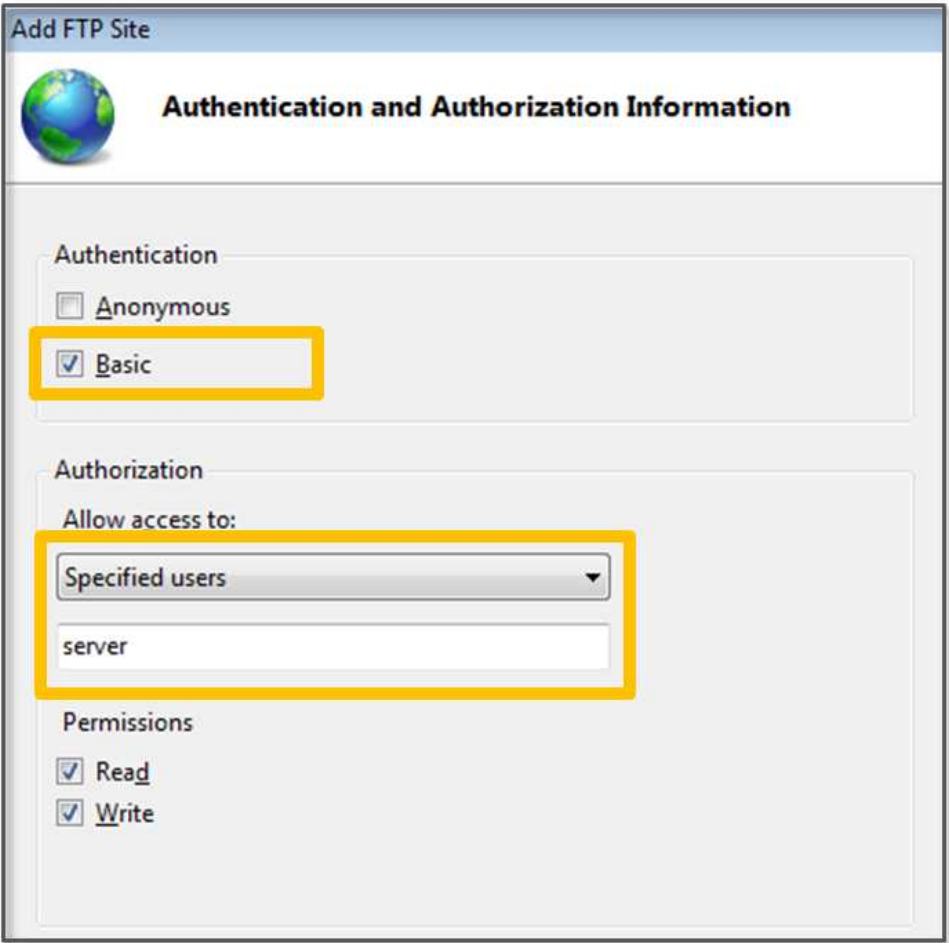 Add FTP Site
Authentication and Authorization Information
Authentication
Anonymous
Basic
Authorization
Allow access to:
Specified users
server
Permissions
Read
Write